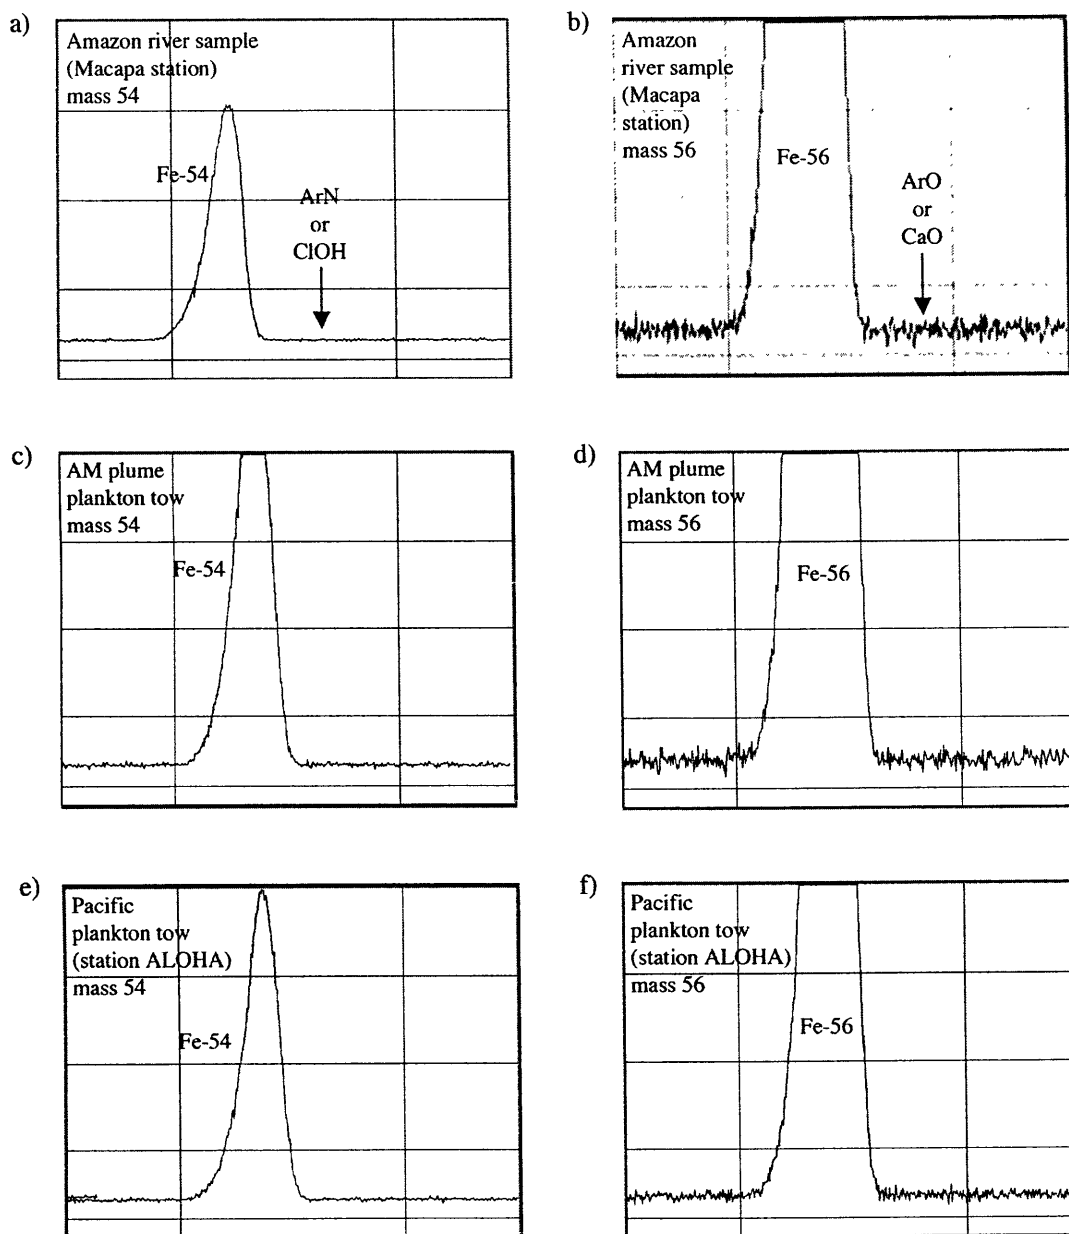 a)
Amazon river sample
(Macapa station)
mass 54
Fe-54
ArN
or
ClOH
b)
Amazon
river sample
(Macapa
station)
mass 56
Fe-56
ArO
or
CaO
c)
AM plume
plankton tow
mass 54
Fe-54
d)
AM plume
plankton tow
mass 56
Fe-56
e)
Pacific
plankton tow
(station ALOHA)
mass 54
Fe-54
f)
Pacific
plankton tow
(station ALOHA)
mass 56
Fe-56